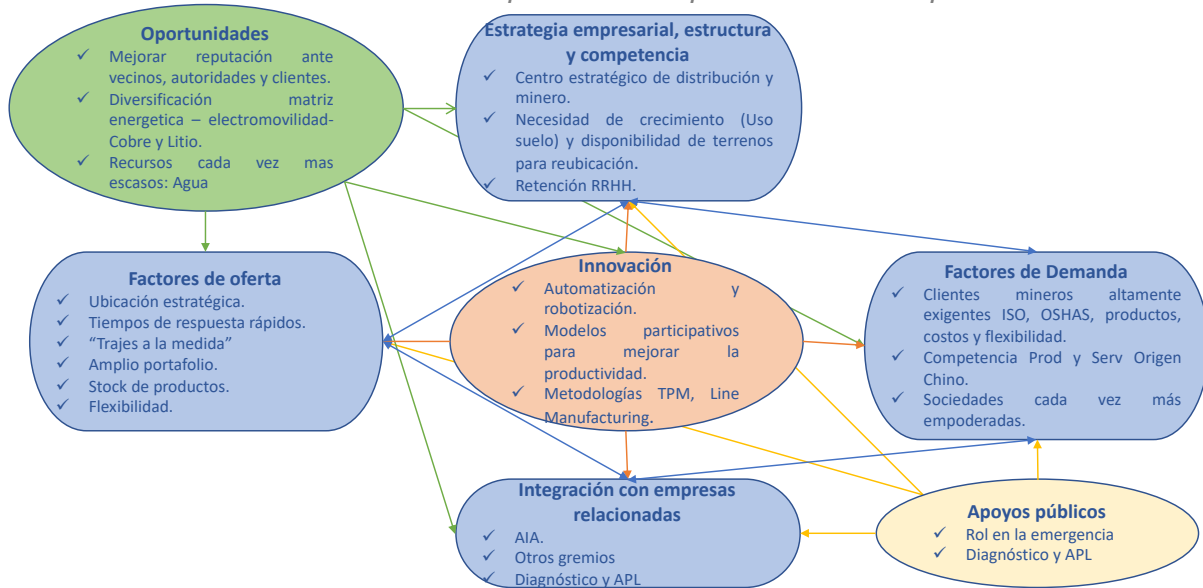 Oportunidades
✓ Mejorar reputación ante
vecinos, autoridades y clientes.
✓ Diversificación matriz
energetica – electromovilidad-
Cobre y Litio.
✓ Recursos cada vez mas
escasos: Agua
Estrategia empresarial, estructura
y competencia
✓ Centro estratégico de distribución y
minero.
✓ Necesidad de crecimiento (Uso
suelo) y disponibilidad de terrenos
para reubicación.
✓ Retención RRHH.
Factores de oferta
✓ Ubicación estratégica.
✓ Tiempos de respuesta rápidos.
✓ “Trajes a la medida”
✓ Amplio portafolio.
✓ Stock de productos.
✓ Flexibilidad.
Innovación
✓ Automatización y
robotización.
✓ Modelos participativos
para mejorar la
productividad.
✓ Metodologías TPM, Line
Manufacturing.
Factores de Demanda
✓ Clientes mineros altamente
exigentes ISO, OSHAS, productos,
costos y flexibilidad.
✓ Competencia Prod y Serv Origen
Chino.
✓ Sociedades cada vez más
empoderadas.
Integración con empresas
relacionadas
✓ AIA.
✓ Otros gremios
✓ Diagnóstico y APL
Apoyos públicos
✓ Rol en la emergencia
✓ Diagnóstico y APL